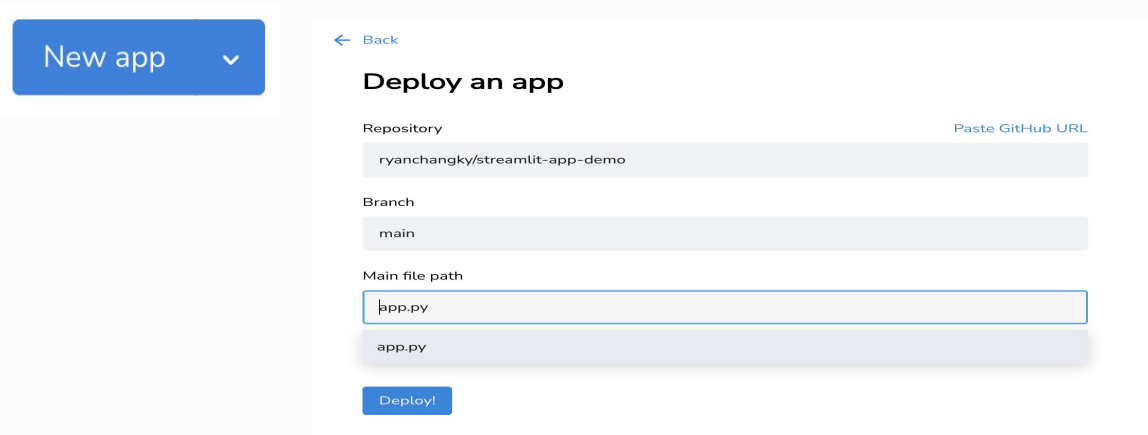 New app
Back
Deploy an app
Repository
Paste GitHub URL
ryanchangky/streamlit-app-demo
Branch
main
Main file path
app.py
app.py
Deploy!